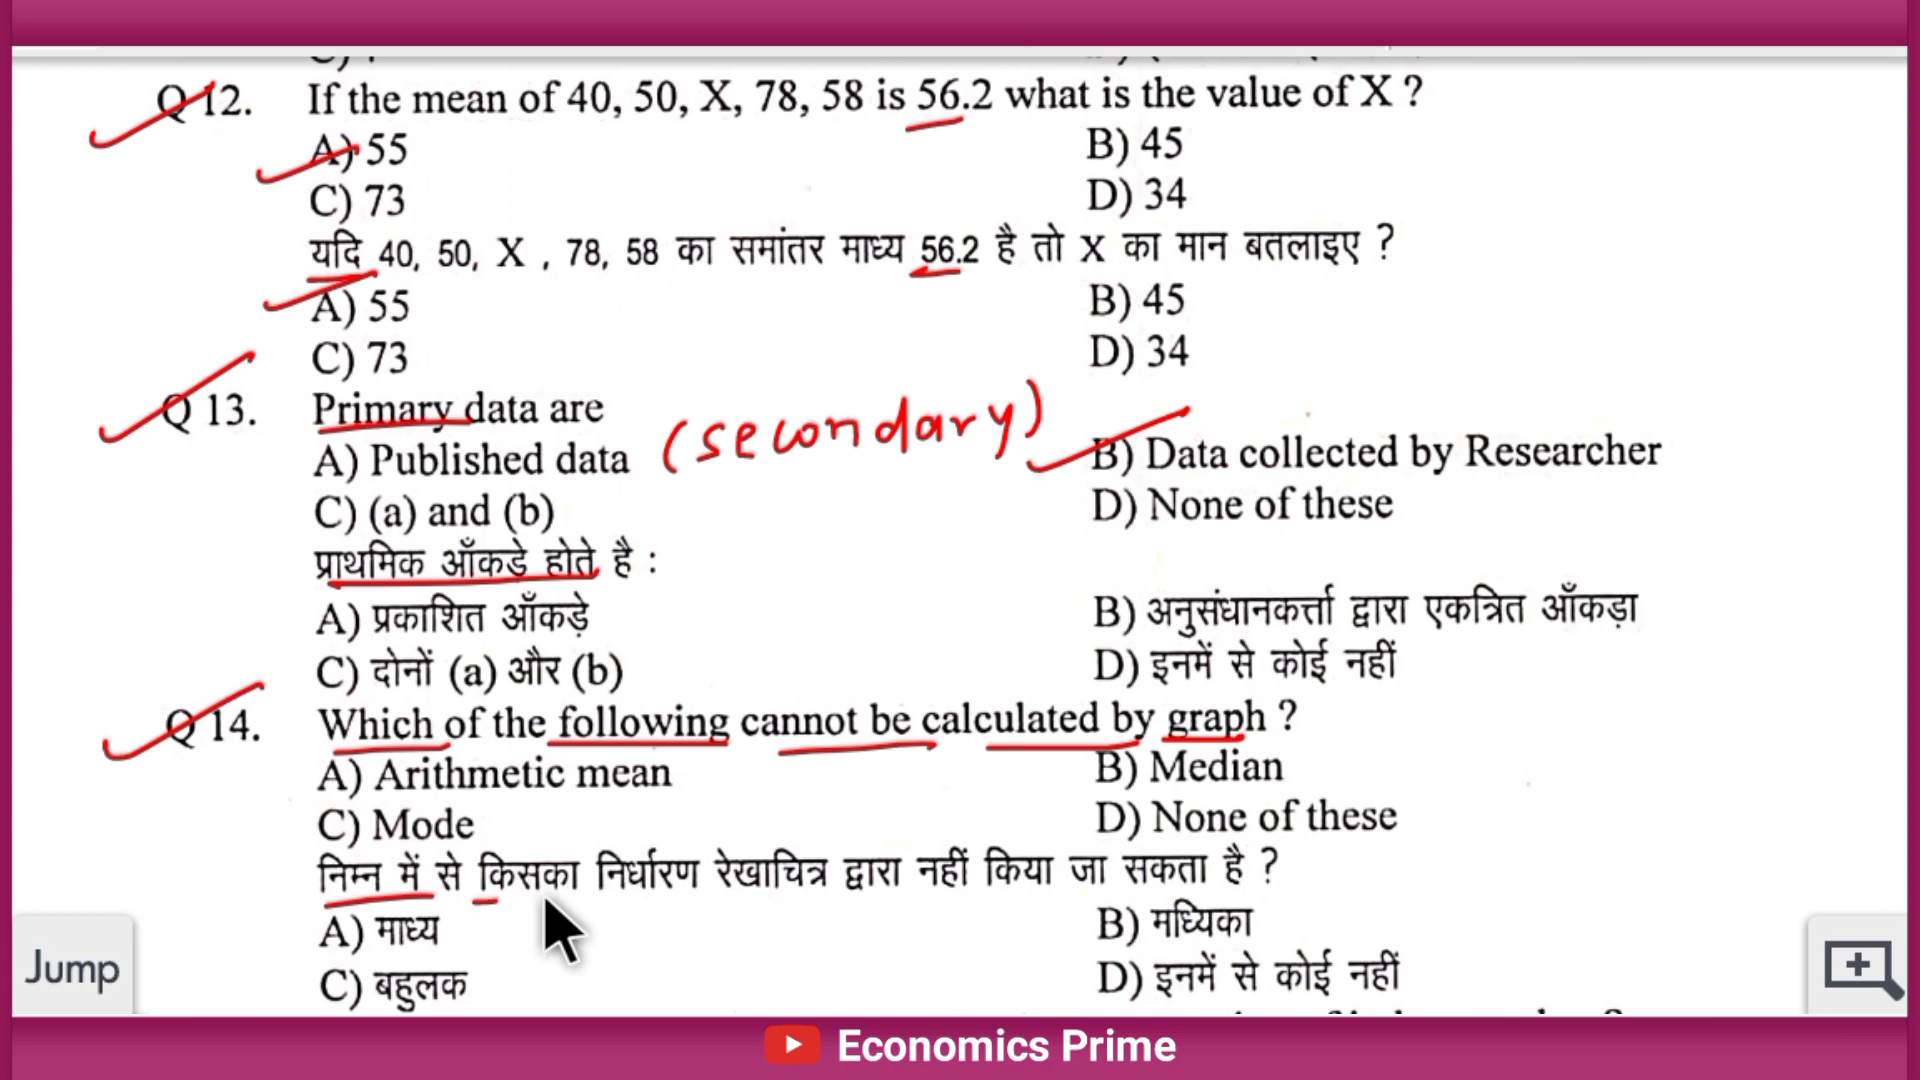 Q 12. If the mean of 40, 50, X, 78, 58 is 56.2 what is the value of X ?
A) 55 B) 45
C) 73 D) 34
यदि 40, 50, X , 78, 58 का समांतर माध्य 56.2 है तो X का मान बतलाइए ?
A) 55 B) 45
C) 73 D) 34
Q 13. Primary data are
A) Published data (secondary) B) Data collected by Researcher
C) (a) and (b) D) None of these
प्राथमिक आँकडे होते है :
A) प्रकाशित आँकड़े B) अनुसंधानकर्त्ता द्वारा एकत्रित आँकड़ा
C) दोनों (a) और (b) D) इनमें से कोई नहीं
Q 14. Which of the following cannot be calculated by graph ?
A) Arithmetic mean B) Median
C) Mode D) None of these
निम्न में से किसका निर्धारण रेखाचित्र द्वारा नहीं किया जा सकता है ?
A) माध्य B) मध्यिका
C) बहुलक D) इनमें से कोई नहीं
Jump
Economics Prime